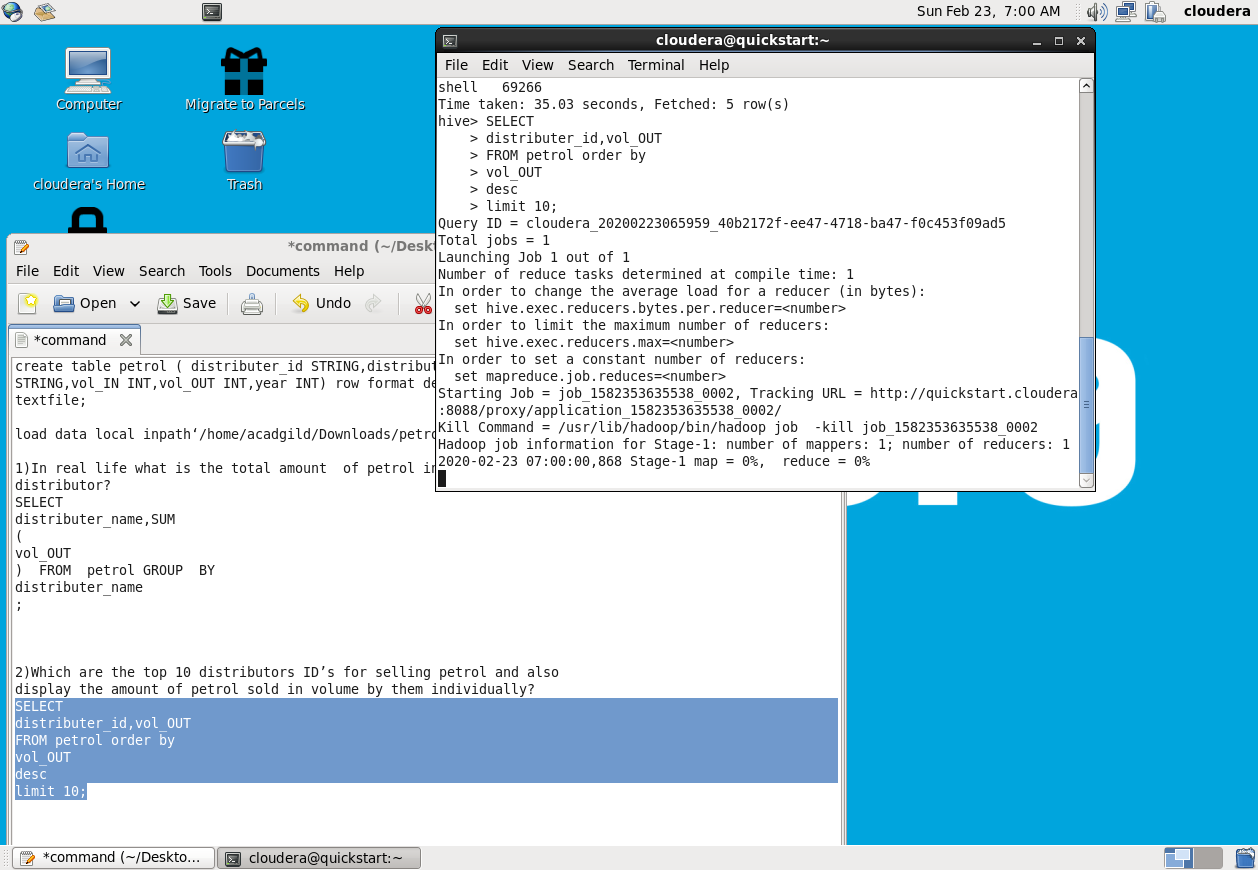 Sun Feb 23, 7:00 AM
cloudera
Computer
Migrate to Parcels
cloudera's Home
Trash
cloudera@quickstart:~
File Edit View Search Terminal Help
shell 69266
Time taken: 35.03 seconds, Fetched: 5 row(s)
hive> SELECT
> distributer_id,vol_OUT
> FROM petrol order by
> vol_OUT
> desc
> limit 10;
Query ID = cloudera_20200223065959_40b2172f-ee47-4718-ba47-f0c453f09ad5
Total jobs = 1
Launching Job 1 out of 1
Number of reduce tasks determined at compile time: 1
In order to change the average load for a reducer (in bytes):
set hive.exec.reducers.bytes.per.reducer=<number>
In order to limit the maximum number of reducers:
set hive.exec.reducers.max=<number>
In order to set a constant number of reducers:
set mapreduce.job.reduces=<number>
Starting Job = job_1582353635538_0002, Tracking URL = http://quickstart.cloudera
:8088/proxy/application_1582353635538_0002/
Kill Command = /usr/lib/hadoop/bin/hadoop job -kill job_1582353635538_0002
Hadoop job information for Stage-1: number of mappers: 1; number of reducers: 1
2020-02-23 07:00:00,868 Stage-1 map = 0%, reduce = 0%
*command (~/Deskt
File Edit View Search Tools Documents Help
Open Save Undo
*command
create table petrol ( distributer_id STRING,distribut
STRING,vol_IN INT,vol_OUT INT,year INT) row format de
textfile;
load data local inpath‘/home/acadgild/Downloads/petro
1)In real life what is the total amount of petrol in
distributor?
SELECT
distributer_name,SUM
(
vol_OUT
) FROM petrol GROUP BY
distributer_name
;
2)Which are the top 10 distributors ID’s for selling petrol and also
display the amount of petrol sold in volume by them individually?
SELECT
distributer_id,vol_OUT
FROM petrol order by
vol_OUT
desc
limit 10;
*command (~/Deskto...
cloudera@quickstart:~